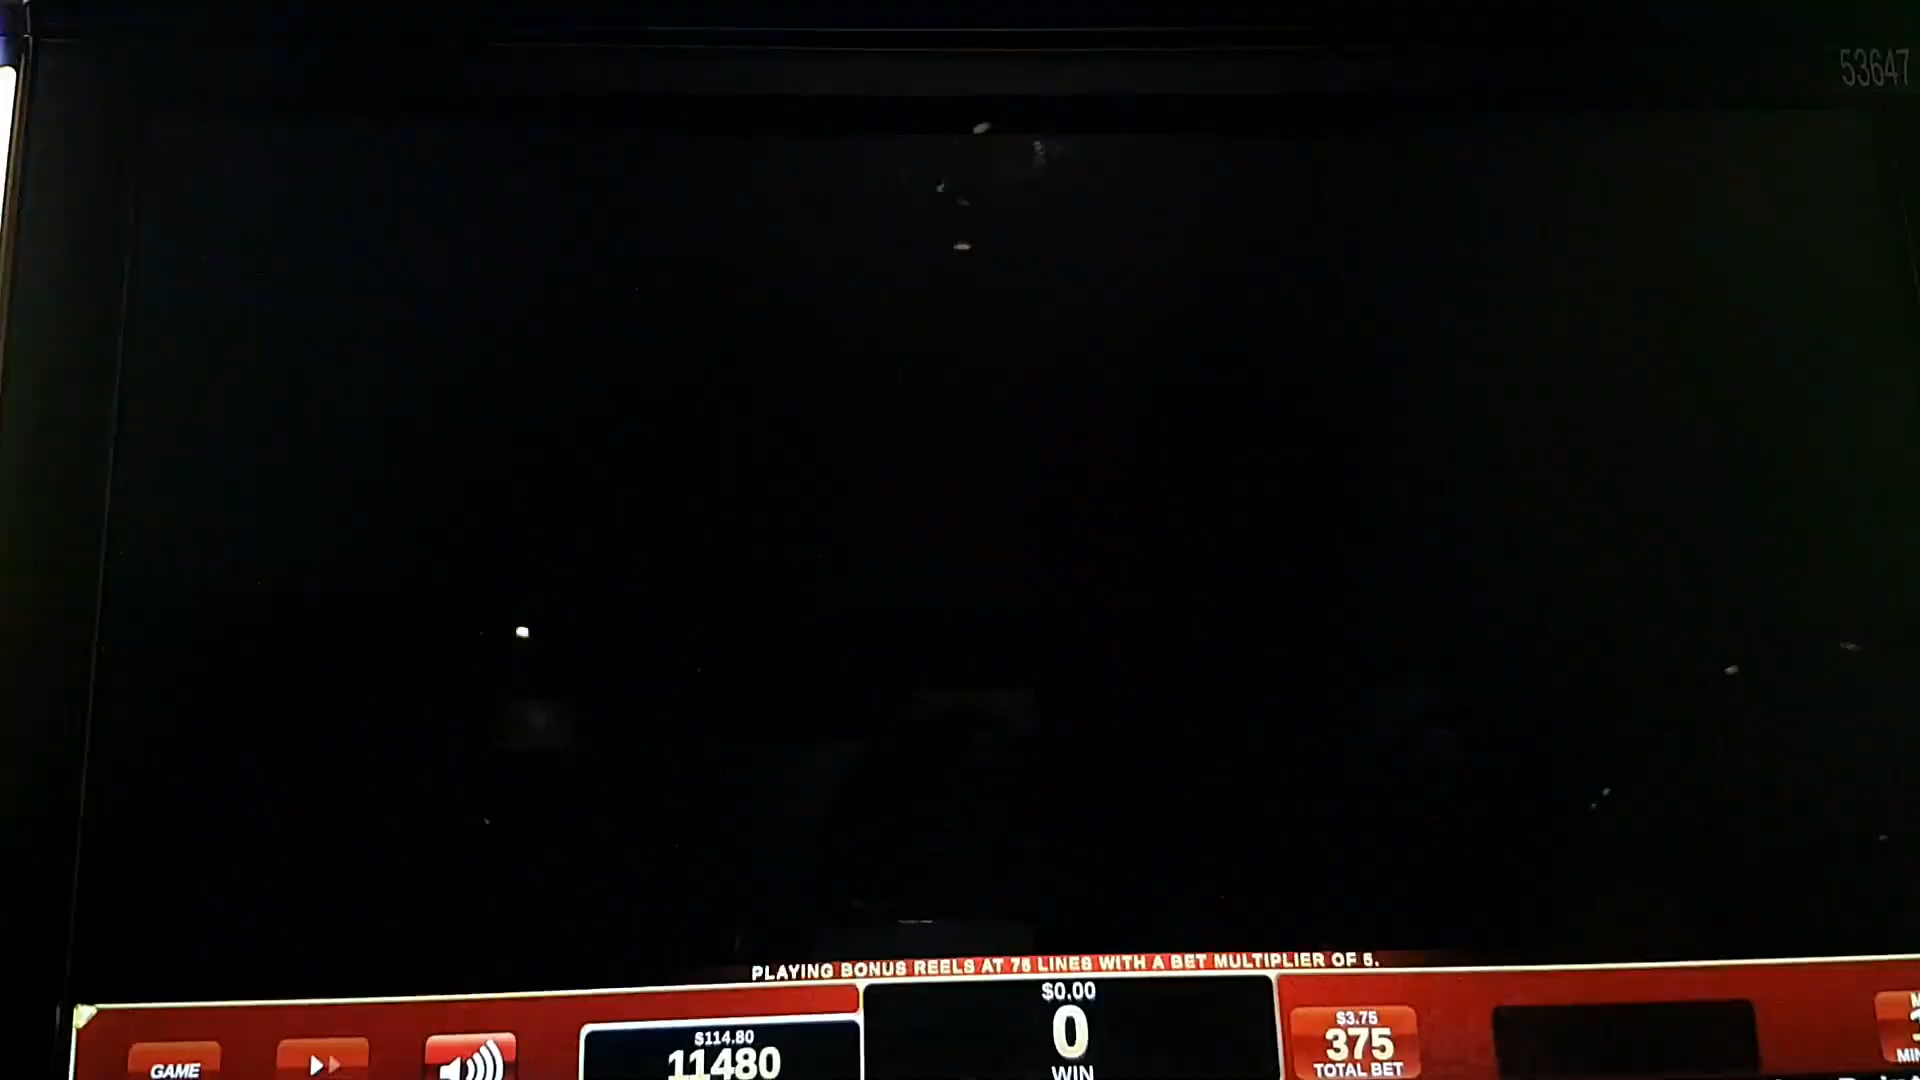 53647
PLAYING BONUS REELS AT 75 LINES WITH A BET MULTIPLIER OF 5.
$0.00
0
WIN
$114.80
11480
$3.75
375
TOTAL BET
GAME
MIN